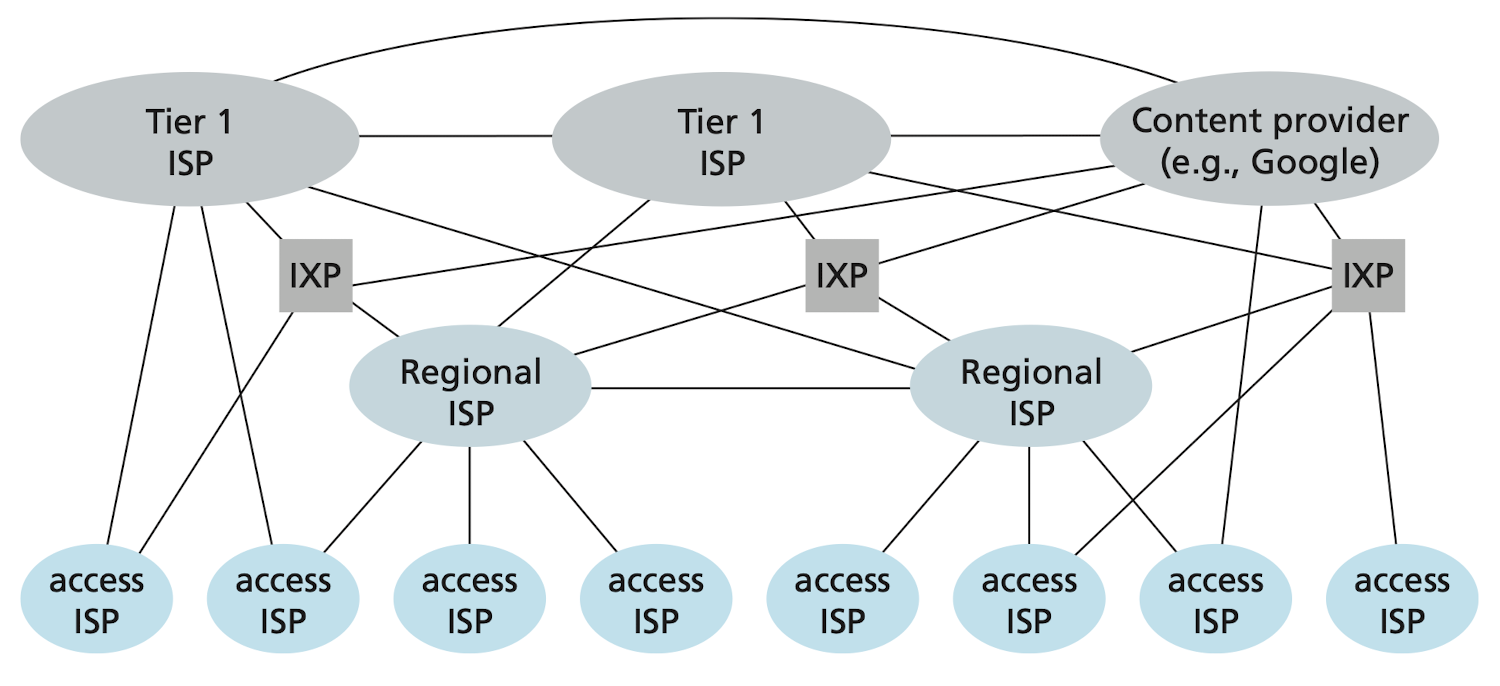 Tier 1
ISP
Tier 1
ISP
Content provider
(e.g., Google)
IXP
IXP
IXP
Regional
ISP
Regional
ISP
access
ISP
access
ISP
access
ISP
access
ISP
access
ISP
access
ISP
access
ISP
access
ISP